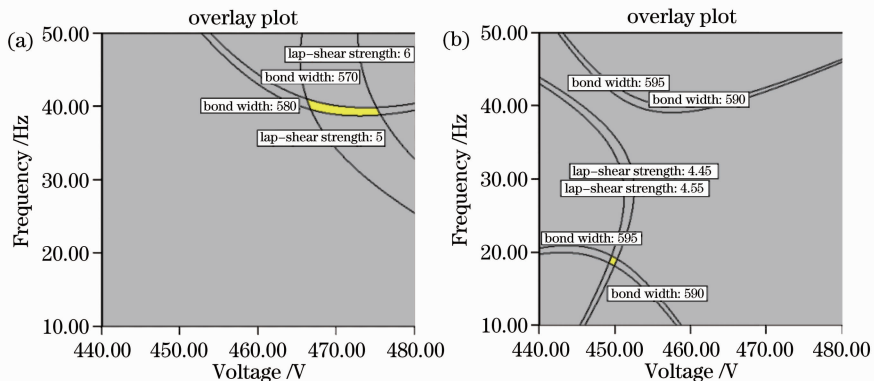 overlay plot
(a)
50.00
lap-shear strength: 6
bond width: 570
40.00
bond width: 580
lap-shear strength: 5
30.00
20.00
10.00
440.00 450.00 460.00 470.00 480.00
Voltage /V
Frequency /Hz
overlay plot
(b)
50.00
bond width: 595
bond width: 590
40.00
lap-shear strength: 4.45
30.00
lap-shear strength: 4.55
bond width: 595
20.00
bond width: 590
10.00
440.00 450.00 460.00 470.00 480.00
Voltage /V
Frequency /Hz